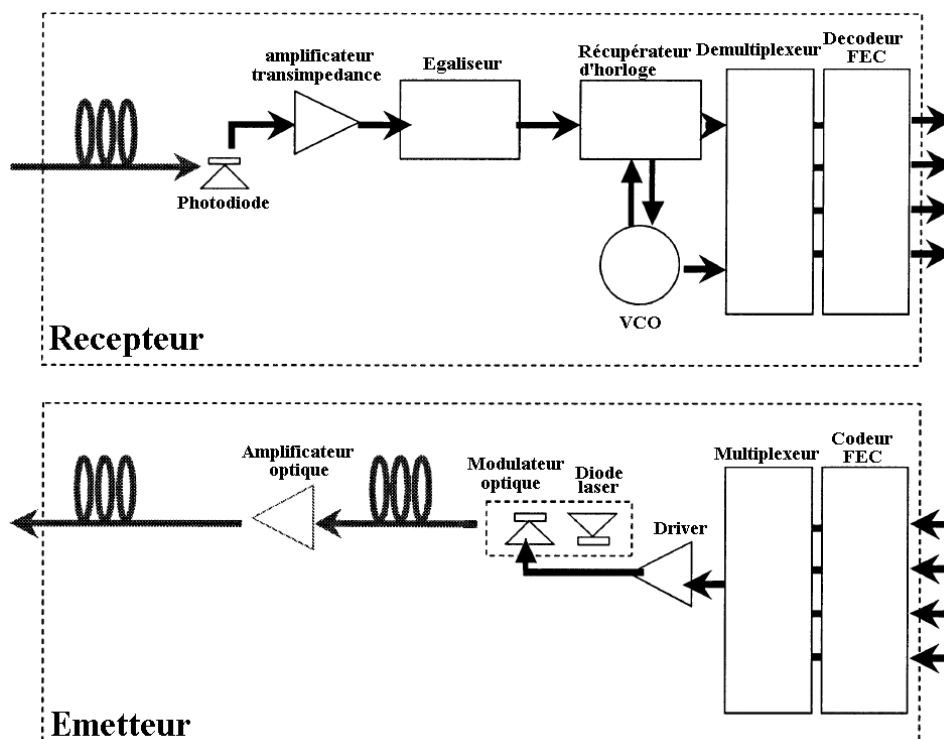 amplificateur
transimpedance
Egaliseur
Récupérateur
d'horloge
Demultiplexeur
Decodeur
FEC
Photodiode
VCO
Recepteur
Amplificateur
optique
Modulateur
optique
Diode
laser
Driver
Multiplexeur
Codeur
FEC
Emetteur